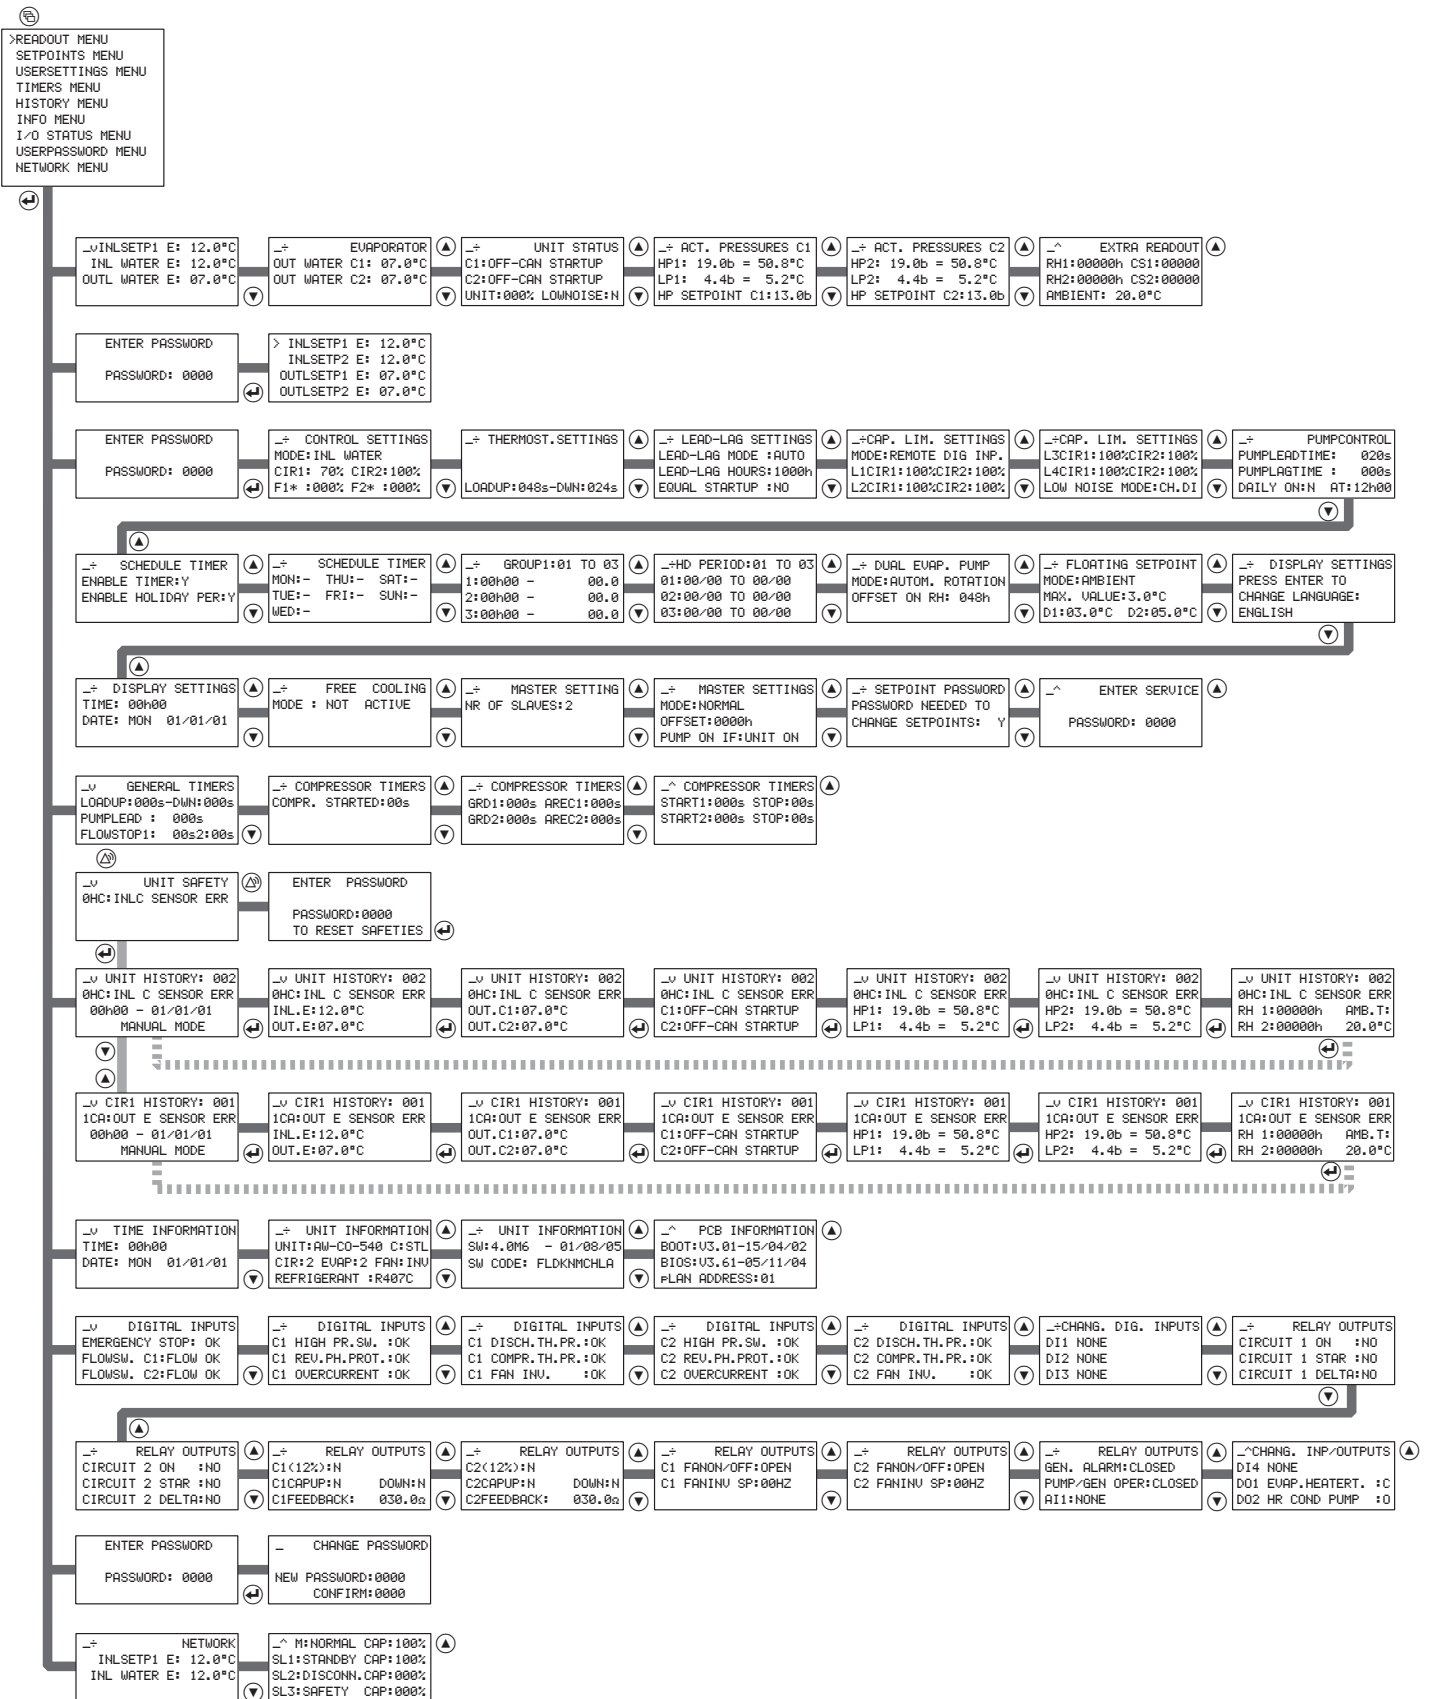 >READOUT MENU
SETPOINTS MENU
USERSETTINGS MENU
TIMERS MENU
HISTORY MENU
INFO MENU
I/O STATUS MENU
USERPASSWORD MENU
NETWORK MENU
_vINLSETP1 E: 12.0°C
INL WATER E: 12.0°C
OUTL WATER E: 07.0°C
_÷ EVAPORATOR
OUT WATER C1: 07.0°C
OUT WATER C2: 07.0°C
_÷ UNIT STATUS
C1:OFF-CAN STARTUP
C2:OFF-CAN STARTUP
UNIT:000% LOWNOISE:N
_÷ ACT. PRESSURES C1
HP1: 19.0b = 50.8°C
LP1: 4.4b = 5.2°C
HP SETPOINT C1:13.0b
_÷ ACT. PRESSURES C2
HP2: 19.0b = 50.8°C
LP2: 4.4b = 5.2°C
HP SETPOINT C2:13.0b
_^ EXTRA READOUT
RH1:00000h CS1:00000
RH2:00000h CS2:00000
AMBIENT: 20.0°C
ENTER PASSWORD
PASSWORD: 0000
> INLSETP1 E: 12.0°C
INLSETP2 E: 12.0°C
OUTLSETP1 E: 07.0°C
OUTLSETP2 E: 07.0°C
ENTER PASSWORD
PASSWORD: 0000
_÷ CONTROL SETTINGS
MODE:INL WATER
CIR1: 70% CIR2:100%
F1* :000% F2* :000%
_÷ THERMOST.SETTINGS
LOADUP:048s-DWN:024s
_÷ LEAD-LAG SETTINGS
LEAD-LAG MODE :AUTO
LEAD-LAG HOURS:1000h
EQUAL STARTUP :NO
_÷CAP. LIM. SETTINGS
MODE:REMOTE DIG INP.
L1CIR1:100%CIR2:100%
L2CIR1:100%CIR2:100%
_÷CAP. LIM. SETTINGS
L3CIR1:100%CIR2:100%
L4CIR1:100%CIR2:100%
LOW NOISE MODE:CH.DI
_÷ PUMPCONTROL
PUMPLEADTIME: 020s
PUMPLAGTIME : 000s
DAILY ON:N AT:12h00
_÷ SCHEDULE TIMER
ENABLE TIMER:Y
ENABLE HOLIDAY PER:Y
_÷ SCHEDULE TIMER
MON:- THU:- SAT:-
TUE:- FRI:- SUN:-
WED:-
_÷ GROUP1:01 TO 03
1:00h00 - 00.0
2:00h00 - 00.0
3:00h00 - 00.0
_÷HD PERIOD:01 TO 03
01:00/00 TO 00/00
02:00/00 TO 00/00
03:00/00 TO 00/00
_÷ DUAL EVAP. PUMP
MODE:AUTOM. ROTATION
OFFSET ON RH: 048h
_÷ FLOATING SETPOINT
MODE:AMBIENT
MAX. VALUE:3.0°C
D1:03.0°C D2:05.0°C
_÷ DISPLAY SETTINGS
PRESS ENTER TO
CHANGE LANGUAGE:
ENGLISH
_÷ DISPLAY SETTINGS
TIME: 00h00
DATE: MON 01/01/01
_÷ FREE COOLING
MODE : NOT ACTIVE
_÷ MASTER SETTING
NR OF SLAVES:2
_÷ MASTER SETTINGS
MODE:NORMAL
OFFSET:0000h
PUMP ON IF:UNIT ON
_÷ SETPOINT PASSWORD
PASSWORD NEEDED TO
CHANGE SETPOINTS: Y
_^ ENTER SERVICE
PASSWORD: 0000
_v GENERAL TIMERS
LOADUP:000s-DWN:000s
PUMPLEAD : 000s
FLOWSTOP1: 00s2:00s
_÷ COMPRESSOR TIMERS
COMPR. STARTED:00s
_÷ COMPRESSOR TIMERS
GRD1:000s AREC1:000s
GRD2:000s AREC2:000s
_^ COMPRESSOR TIMERS
START1:000s STOP:00s
START2:000s STOP:00s
_v UNIT SAFETY
0HC:INLC SENSOR ERR
ENTER PASSWORD
PASSWORD:0000
TO RESET SAFETIES
_v UNIT HISTORY: 002
0HC:INL C SENSOR ERR
00h00 - 01/01/01
MANUAL MODE
_v UNIT HISTORY: 002
0HC:INL C SENSOR ERR
INL.E:12.0°C
OUT.E:07.0°C
_v UNIT HISTORY: 002
0HC:INL C SENSOR ERR
OUT.C1:07.0°C
OUT.C2:07.0°C
_v UNIT HISTORY: 002
0HC:INL C SENSOR ERR
C1:OFF-CAN STARTUP
C2:OFF-CAN STARTUP
_v UNIT HISTORY: 002
0HC:INL C SENSOR ERR
HP1: 19.0b = 50.8°C
LP1: 4.4b = 5.2°C
_v UNIT HISTORY: 002
0HC:INL C SENSOR ERR
HP2: 19.0b = 50.8°C
LP2: 4.4b = 5.2°C
_v UNIT HISTORY: 002
0HC:INL C SENSOR ERR
RH 1:00000h AMB.T:
RH 2:00000h 20.0°C
_v CIR1 HISTORY: 001
1CA:OUT E SENSOR ERR
00h00 - 01/01/01
MANUAL MODE
_v CIR1 HISTORY: 001
1CA:OUT E SENSOR ERR
INL.E:12.0°C
OUT.E:07.0°C
_v CIR1 HISTORY: 001
1CA:OUT E SENSOR ERR
OUT.C1:07.0°C
OUT.C2:07.0°C
_v CIR1 HISTORY: 001
1CA:OUT E SENSOR ERR
C1:OFF-CAN STARTUP
C2:OFF-CAN STARTUP
_v CIR1 HISTORY: 001
1CA:OUT E SENSOR ERR
HP1: 19.0b = 50.8°C
LP1: 4.4b = 5.2°C
_v CIR1 HISTORY: 001
1CA:OUT E SENSOR ERR
HP2: 19.0b = 50.8°C
LP2: 4.4b = 5.2°C
_v CIR1 HISTORY: 001
1CA:OUT E SENSOR ERR
RH 1:00000h AMB.T:
RH 2:00000h 20.0°C
_v TIME INFORMATION
TIME: 00h00
DATE: MON 01/01/01
_÷ UNIT INFORMATION
UNIT:AW-CO-540 C:STL
CIR:2 EVAP:2 FAN:INV
REFRIGERANT :R407C
_÷ UNIT INFORMATION
SW:4.0M6 - 01/08/05
SW CODE: FLDKNMCHLA
_^ PCB INFORMATION
BOOT:V3.01-15/04/02
BIOS:V3.61-05/11/04
pLAN ADDRESS:01
_v DIGITAL INPUTS
EMERGENCY STOP: OK
FLOWSW. C1:FLOW OK
FLOWSW. C2:FLOW OK
_÷ DIGITAL INPUTS
C1 HIGH PR.SW. :OK
C1 REV.PH.PROT.:OK
C1 OVERCURRENT :OK
_÷ DIGITAL INPUTS
C1 DISCH.TH.PR.:OK
C1 COMPR.TH.PR.:OK
C1 FAN INV. :OK
_÷ DIGITAL INPUTS
C2 HIGH PR.SW. :OK
C2 REV.PH.PROT.:OK
C2 OVERCURRENT :OK
_÷ DIGITAL INPUTS
C2 DISCH.TH.PR.:OK
C2 COMPR.TH.PR.:OK
C2 FAN INV. :OK
_÷CHANG. DIG. INPUTS
DI1 NONE
DI2 NONE
DI3 NONE
_÷ RELAY OUTPUTS
CIRCUIT 1 ON :NO
CIRCUIT 1 STAR :NO
CIRCUIT 1 DELTA:NO
_÷ RELAY OUTPUTS
CIRCUIT 2 ON :NO
CIRCUIT 2 STAR :NO
CIRCUIT 2 DELTA:NO
_÷ RELAY OUTPUTS
C1(12%):N
C1CAPUP:N DOWN:N
C1FEEDBACK: 030.0Ω
_÷ RELAY OUTPUTS
C2(12%):N
C2CAPUP:N DOWN:N
C2FEEDBACK: 030.0Ω
_÷ RELAY OUTPUTS
C1 FANON/OFF:OPEN
C1 FANINV SP:00HZ
_÷ RELAY OUTPUTS
C2 FANON/OFF:OPEN
C2 FANINV SP:00HZ
_÷ RELAY OUTPUTS
GEN. ALARM:CLOSED
PUMP/GEN OPER:CLOSED
AI1:NONE
_^CHANG. INP/OUTPUTS
DI4 NONE
DO1 EVAP.HEATERT. :C
DO2 HR COND PUMP :O
ENTER PASSWORD
PASSWORD: 0000
_ CHANGE PASSWORD
NEW PASSWORD:0000
CONFIRM:0000
_÷ NETWORK
INLSETP1 E: 12.0°C
INL WATER E: 12.0°C
_^ M:NORMAL CAP:100%
SL1:STANDBY CAP:100%
SL2:DISCONN.CAP:000%
SL3:SAFETY CAP:000%